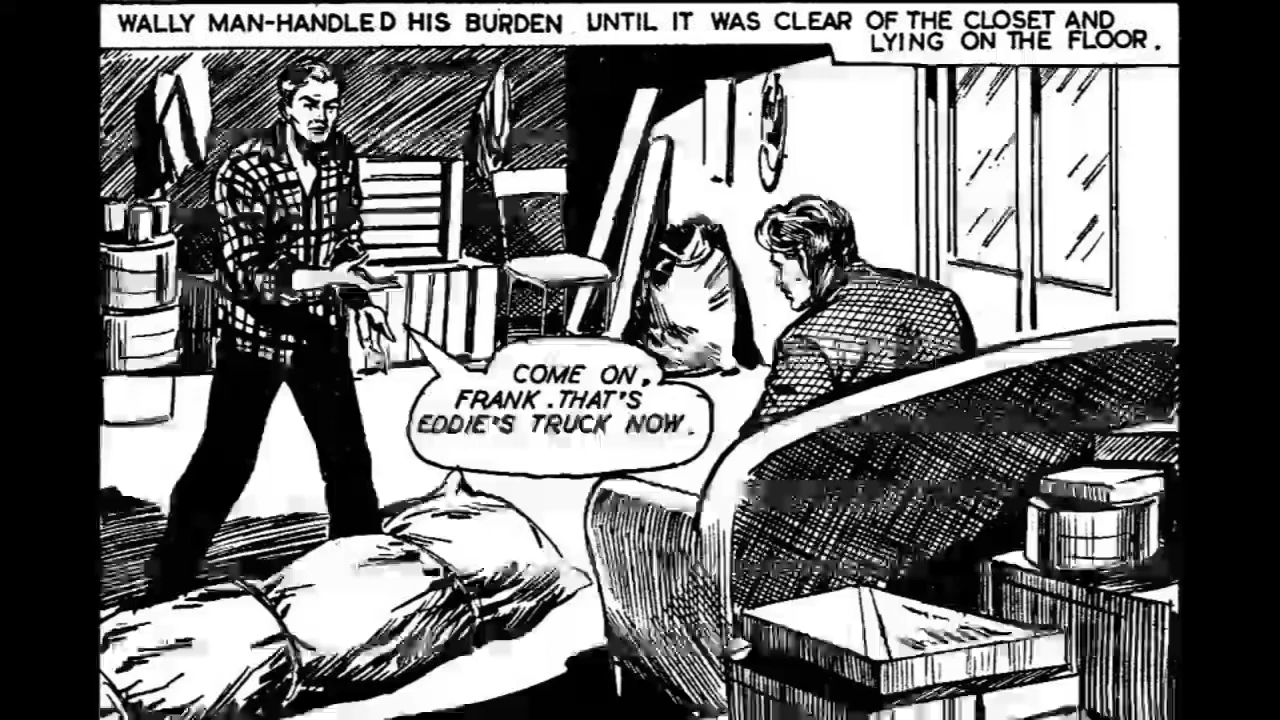 WALLY MAN-HANDLED HIS BURDEN UNTIL IT WAS CLEAR OF THE CLOSET AND
LYING ON THE FLOOR.
COME ON,
FRANK. THAT'S
EDDIE'S TRUCK NOW.